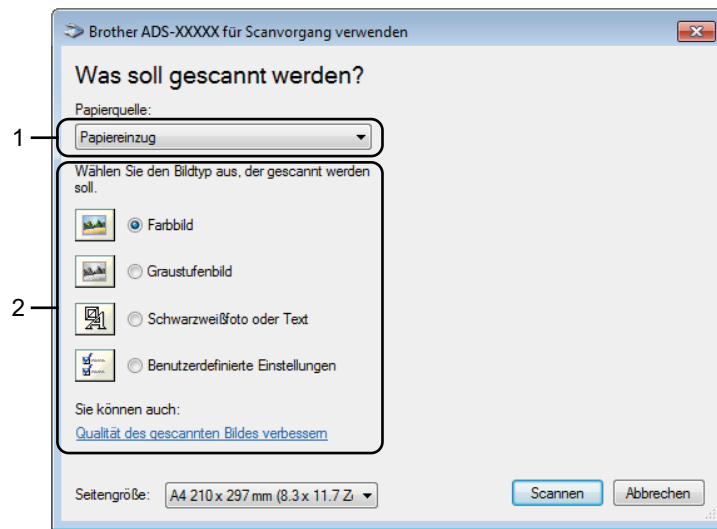 Brother ADS-XXXXX für Scanvorgang verwenden
Was soll gescannt werden?
Papierquelle:
1
Papiereinzug
Wählen Sie den Bildtyp aus, der gescannt werden
soll.
Farbbild
Graustufenbild
2
Schwarzweißfoto oder Text
Benutzerdefinierte Einstellungen
Sie können auch:
Qualität des gescannten Bildes verbessern
Seitengröße: A4 210 x 297 mm (8.3 x 11.7 Z Scannen Abbrechen